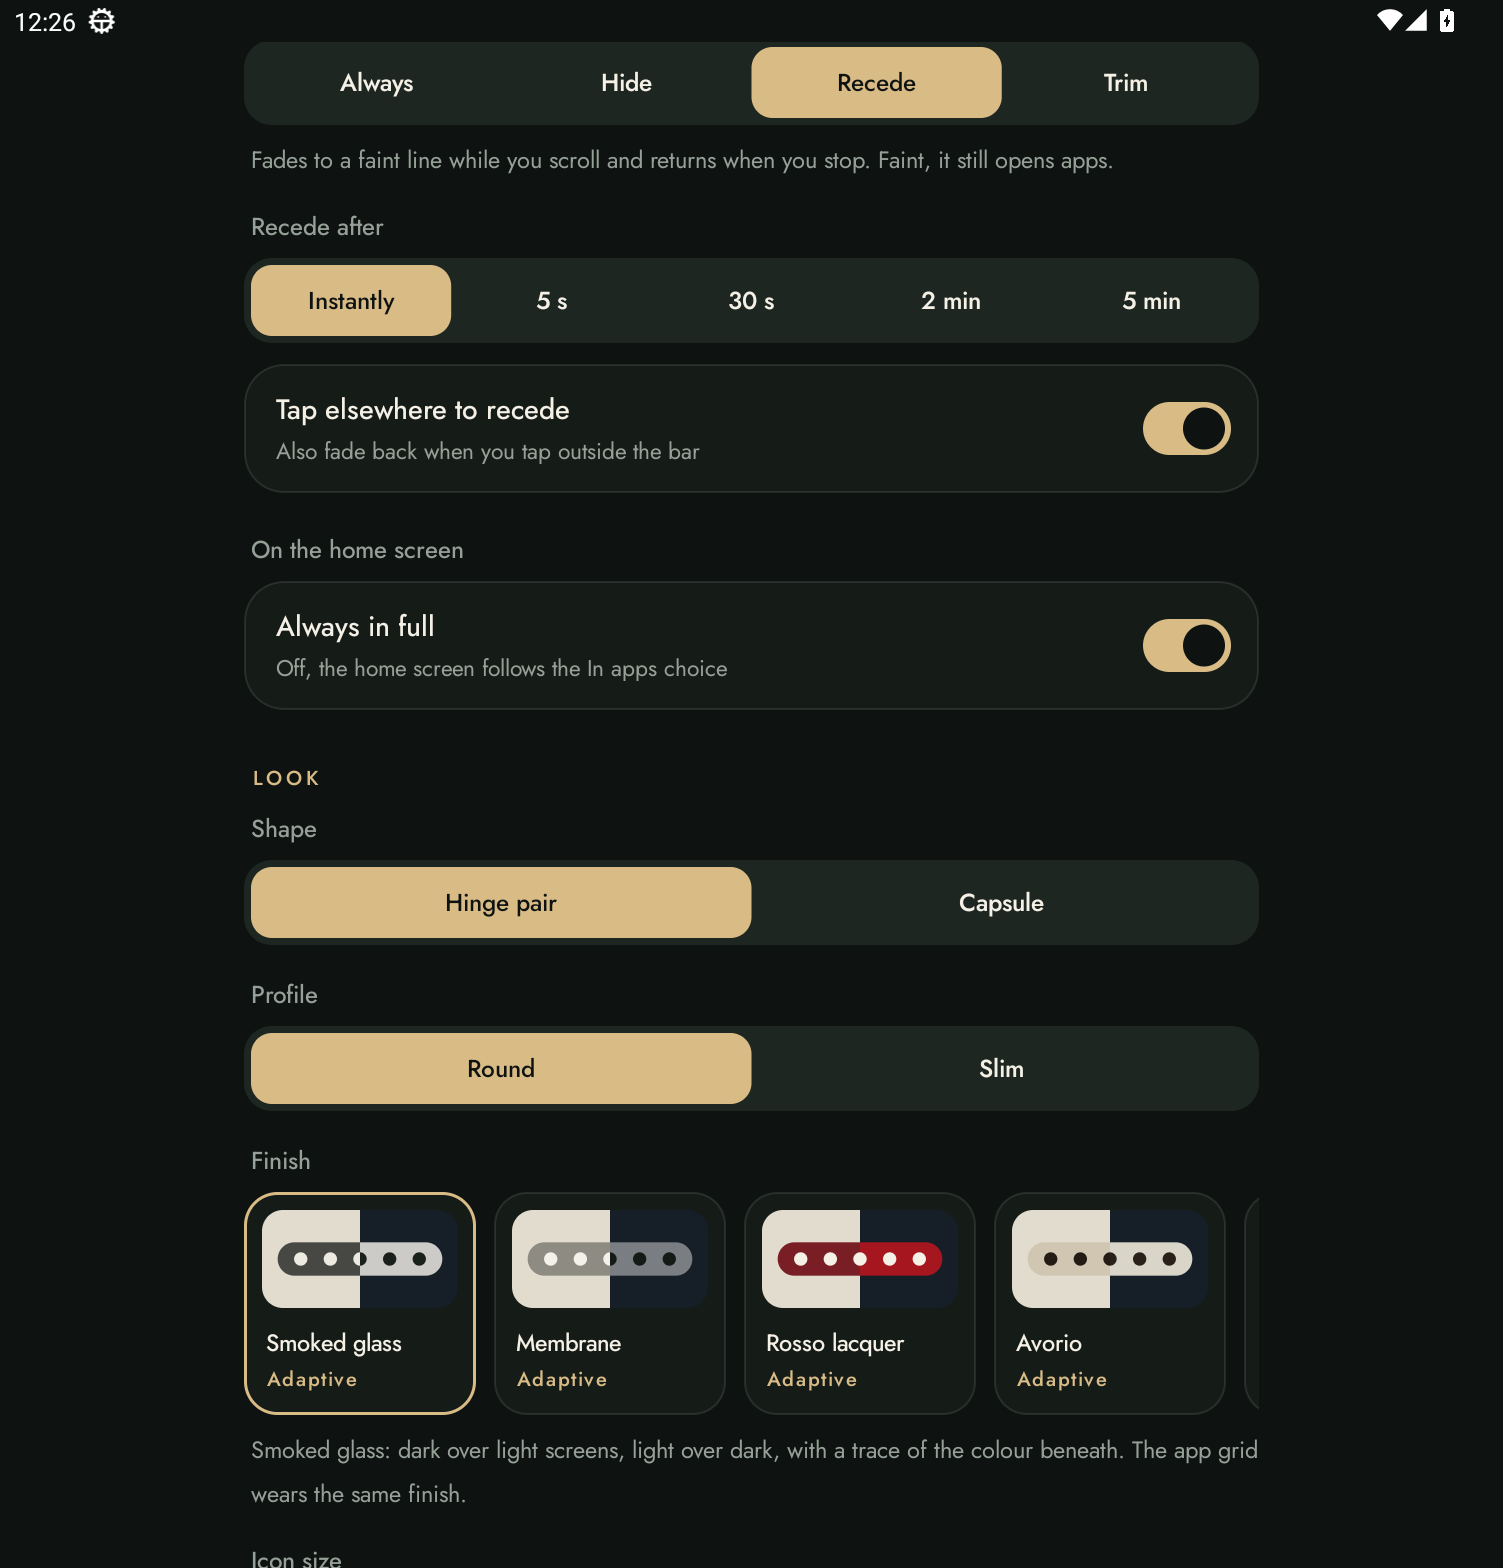 12:26
Always Hide Recede Trim
Fades to a faint line while you scroll and returns when you stop. Faint, it still opens apps.
Recede after
Instantly 5 s 30 s 2 min 5 min
Tap elsewhere to recede
Also fade back when you tap outside the bar
On the home screen
Always in full
Off, the home screen follows the In apps choice
LOOK
Shape
Hinge pair Capsule
Profile
Round Slim
Finish
Smoked glass Membrane Rosso lacquer Avorio
Adaptive Adaptive Adaptive Adaptive
Smoked glass: dark over light screens, light over dark, with a trace of the colour beneath. The app grid
wears the same finish.
Icon size